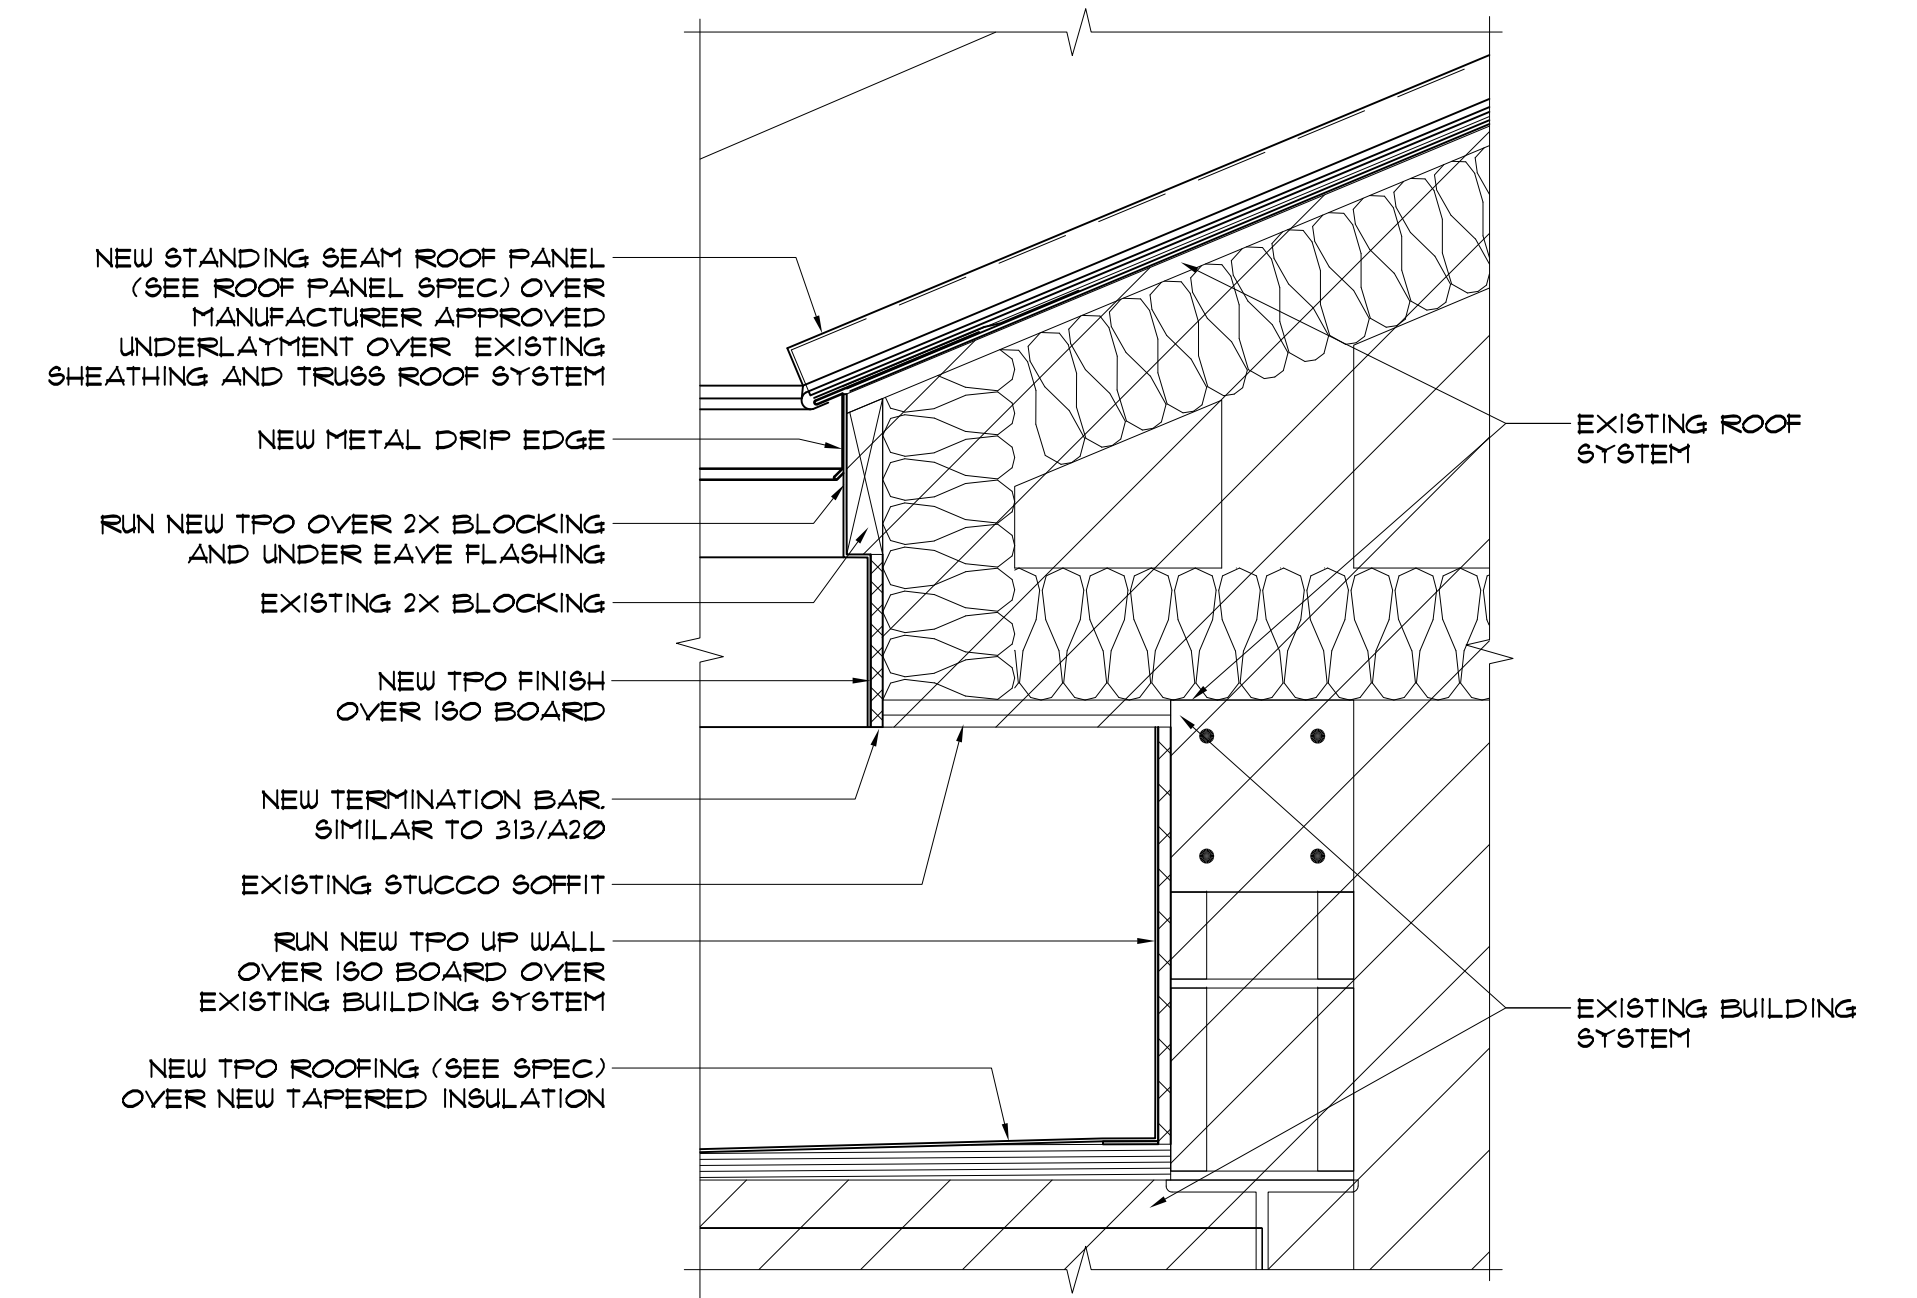 NEW STANDING SEAM ROOF PANEL
(SEE ROOF PANEL SPEC) OVER
MANUFACTURER APPROVED
UNDERLAYMENT OVER EXISTING
SHEATHING AND TRUSS ROOF SYSTEM
NEW METAL DRIP EDGE
RUN NEW TPO OVER 2X BLOCKING
AND UNDER EAVE FLASHING
EXISTING 2X BLOCKING
NEW TPO FINISH
OVER ISO BOARD
NEW TERMINATION BAR.
SIMILAR TO 313/A20
EXISTING STUCCO SOFFIT
RUN NEW TPO UP WALL
OVER ISO BOARD OVER
EXISTING BUILDING SYSTEM
NEW TPO ROOFING (SEE SPEC)
OVER NEW TAPERED INSULATION
EXISTING ROOF
SYSTEM
EXISTING BUILDING
SYSTEM